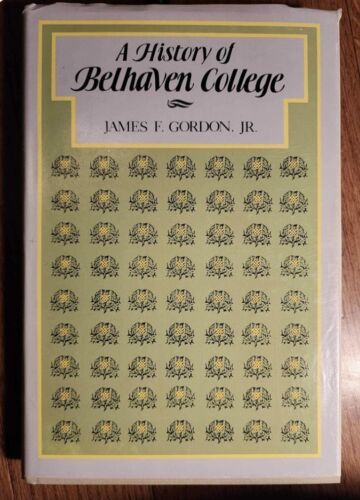 A History of
Belhaven College
JAMES F. GORDON, JR.